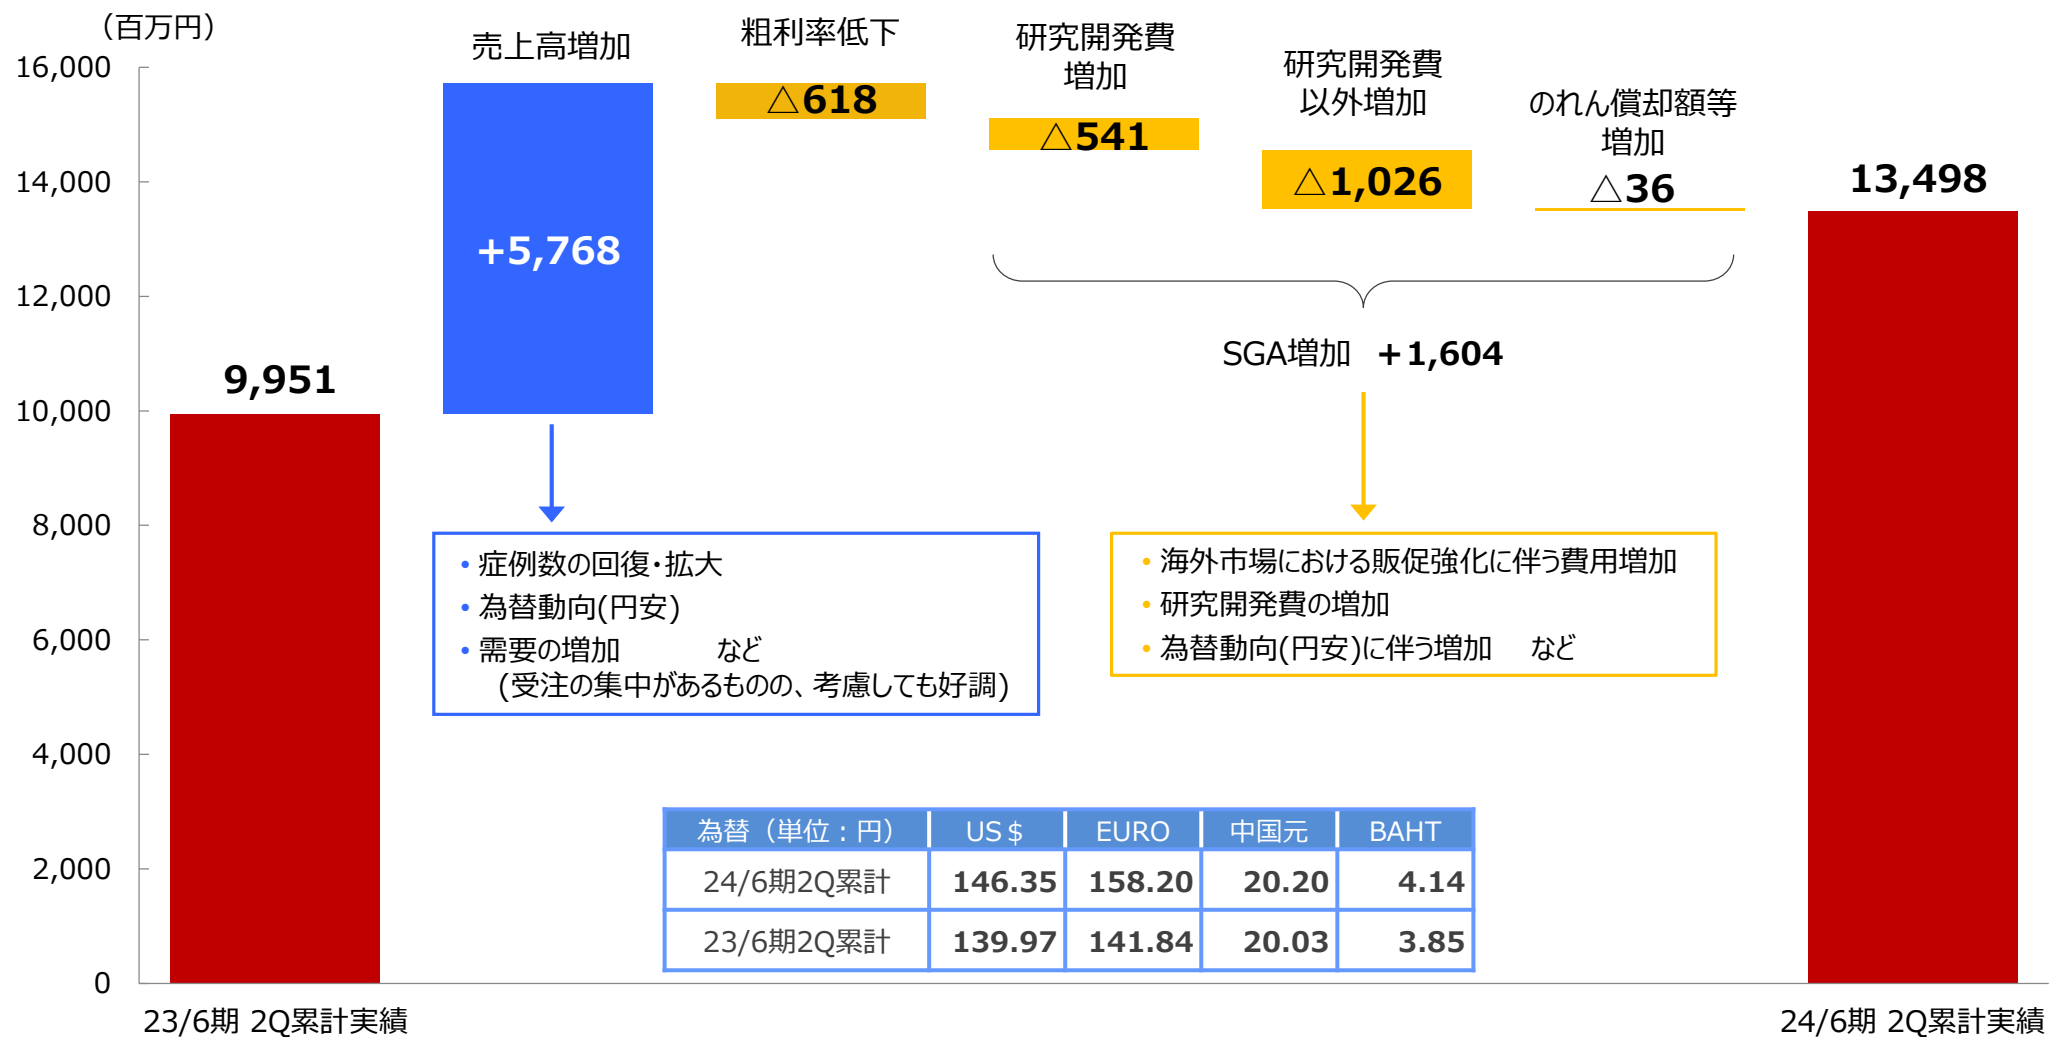 （百万円）
16,000
14,000
12,000
10,000
8,000
6,000
4,000
2,000
0
9,951
23/6期 2Q累計実績
売上高増加
+5,768
粗利率低下
△618
研究開発費
増加
△541
研究開発費
以外増加
△1,026
のれん償却額等
増加
△36
13,498
24/6期 2Q累計実績
SGA増加 +1,604
• 症例数の回復・拡大
• 為替動向(円安)
• 需要の増加 など
(受注の集中があるものの、考慮しても好調)
• 海外市場における販促強化に伴う費用増加
• 研究開発費の増加
• 為替動向(円安)に伴う増加 など
為替（単位：円） US＄ EURO 中国元 BAHT
24/6期2Q累計 146.35 158.20 20.20 4.14
23/6期2Q累計 139.97 141.84 20.03 3.85